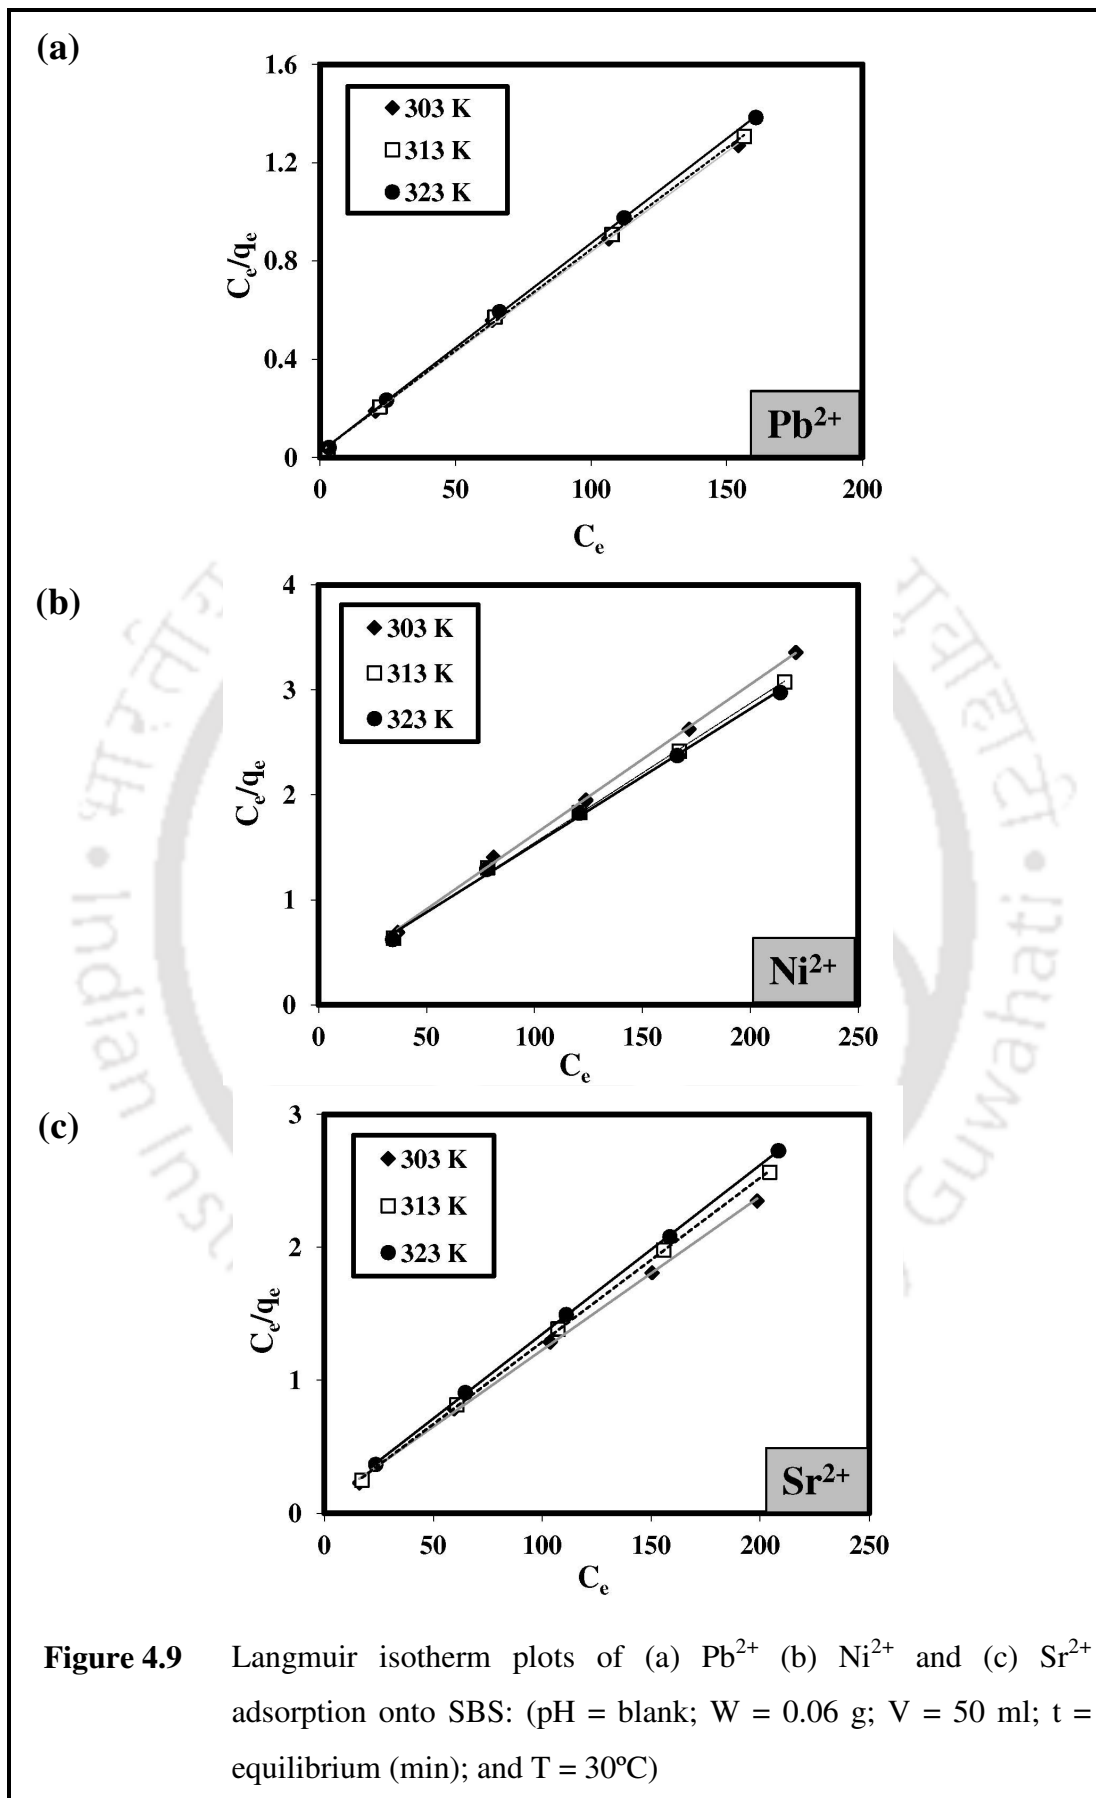 (a)
1.6
1.2
0.8
0.4
0
C_e/q_e
303 K
313 K
323 K
Pb²⁺
0 50 100 150 200
C_e
(b)
4
3
2
1
0
C_e/q_e
303 K
313 K
323 K
Ni²⁺
0 50 100 150 200 250
C_e
(c)
3
2
1
0
C_e/q_e
303 K
313 K
323 K
Sr²⁺
0 50 100 150 200 250
C_e
Figure 4.9 Langmuir isotherm plots of (a) Pb²⁺ (b) Ni²⁺ and (c) Sr²⁺
adsorption onto SBS: (pH = blank; W = 0.06 g; V = 50 ml; t =
equilibrium (min); and T = 30ºC)
Indian Ins
Guwahati